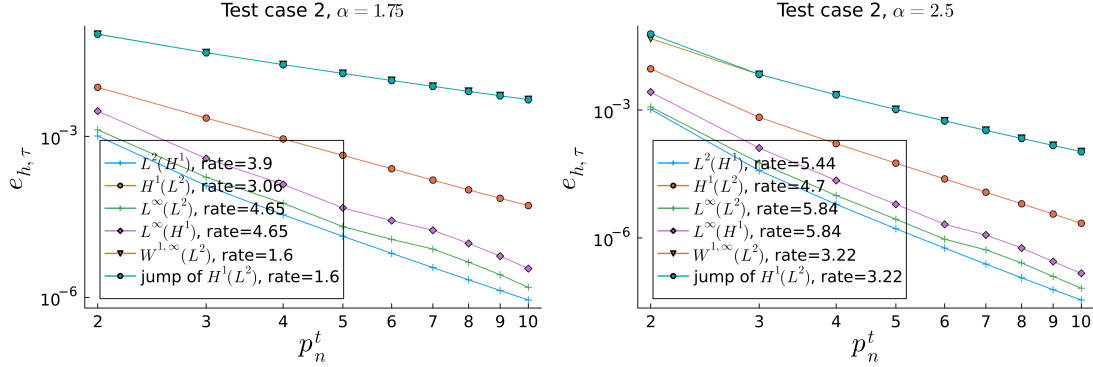 Test case 2, α = 1.75
e_{h, τ}
10^{-3}
10^{-6}
L^2(H^1), rate=3.9
H^1(L^2), rate=3.06
L^∞(L^2), rate=4.65
L^∞(H^1), rate=4.65
W^{1,∞}(L^2), rate=1.6
jump of H^1(L^2), rate=1.6
2 3 4 5 6 7 8 9 10
p_n^t
Test case 2, α = 2.5
e_{h, τ}
10^{-3}
10^{-6}
L^2(H^1), rate=5.44
H^1(L^2), rate=4.7
L^∞(L^2), rate=5.84
L^∞(H^1), rate=5.84
W^{1,∞}(L^2), rate=3.22
jump of H^1(L^2), rate=3.22
2 3 4 5 6 7 8 9 10
p_n^t